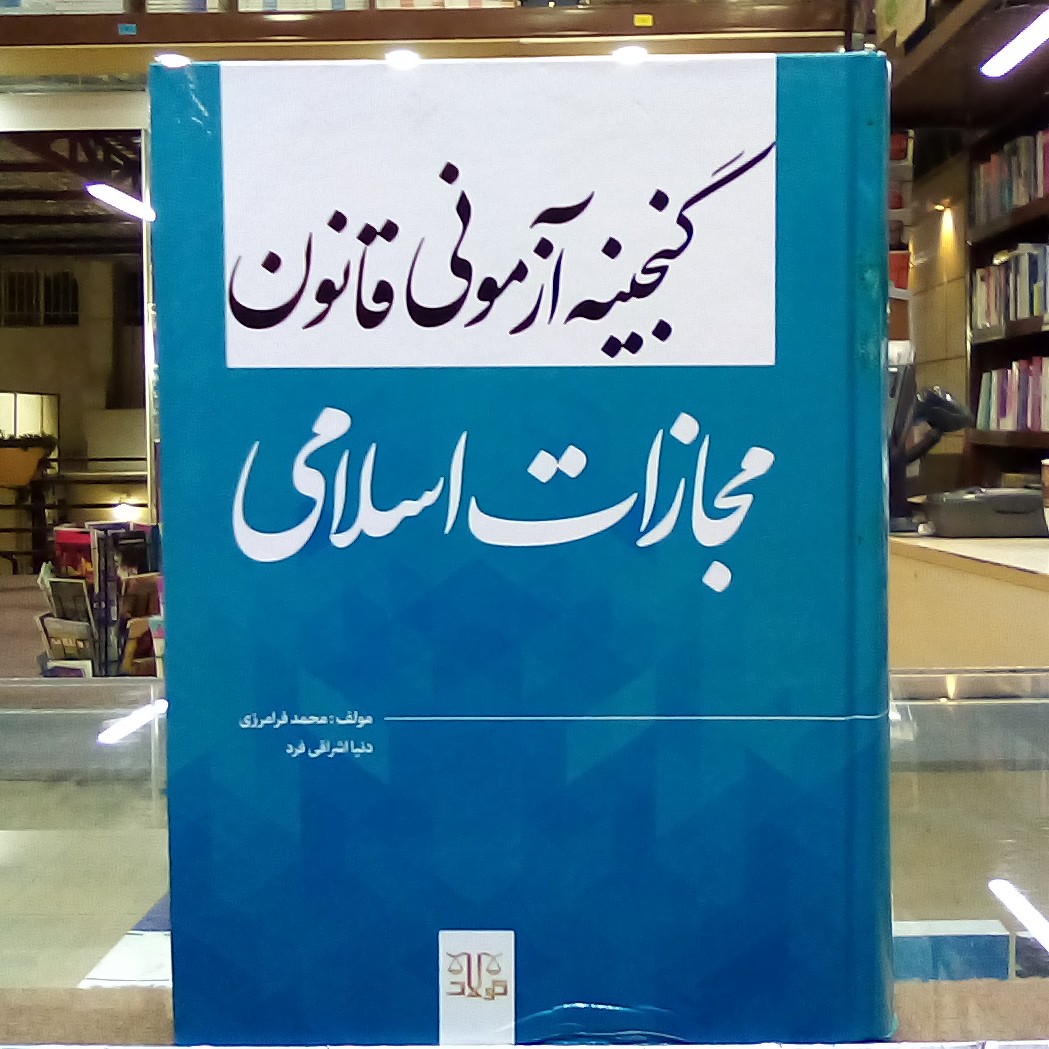 گنجینه آزمونی قانون
مجازات اسلامی
مولف : محمد فرامرزی
دنیا اشراقی فرد